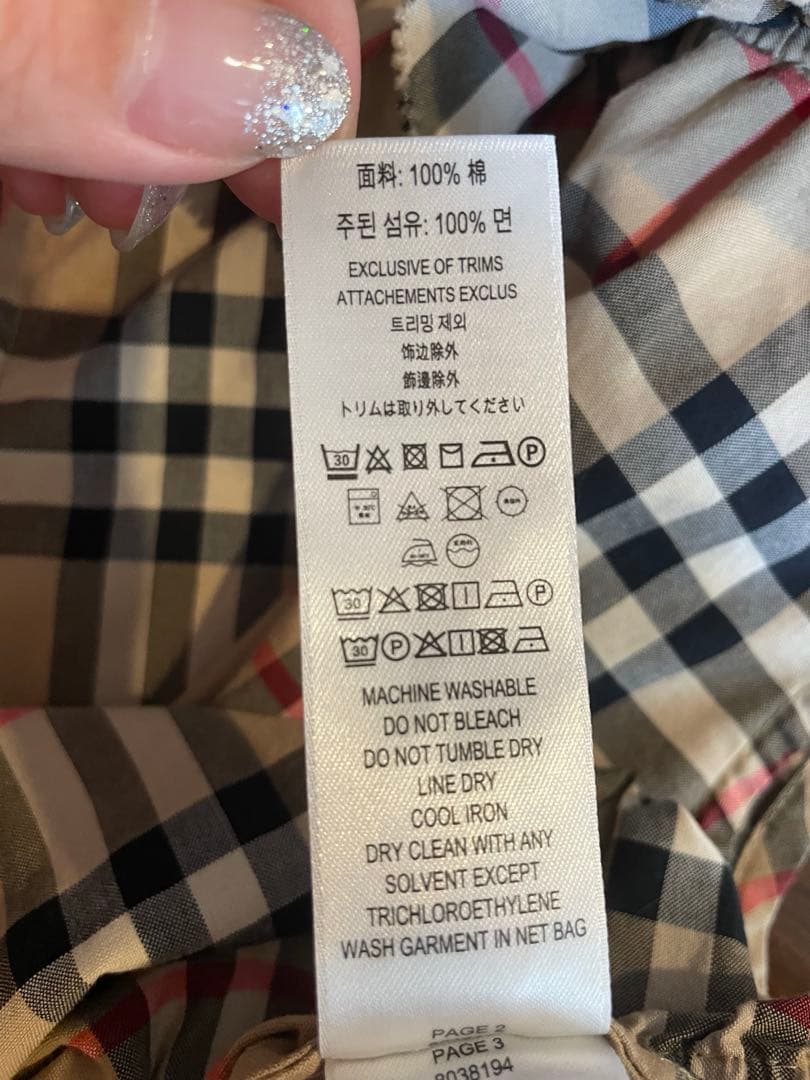 面料: 100% 棉
주된 섬유: 100% 면
EXCLUSIVE OF TRIMS
ATTACHEMENTS EXCLUS
트리밍 제외
饰边除外
飾邊除外
トリムは取り外してください
30 P
30 P
30 P
MACHINE WASHABLE
DO NOT BLEACH
DO NOT TUMBLE DRY
LINE DRY
COOL IRON
DRY CLEAN WITH ANY
SOLVENT EXCEPT
TRICHLOROETHYLENE
WASH GARMENT IN NET BAG
PAGE 2
PAGE 3
8038194